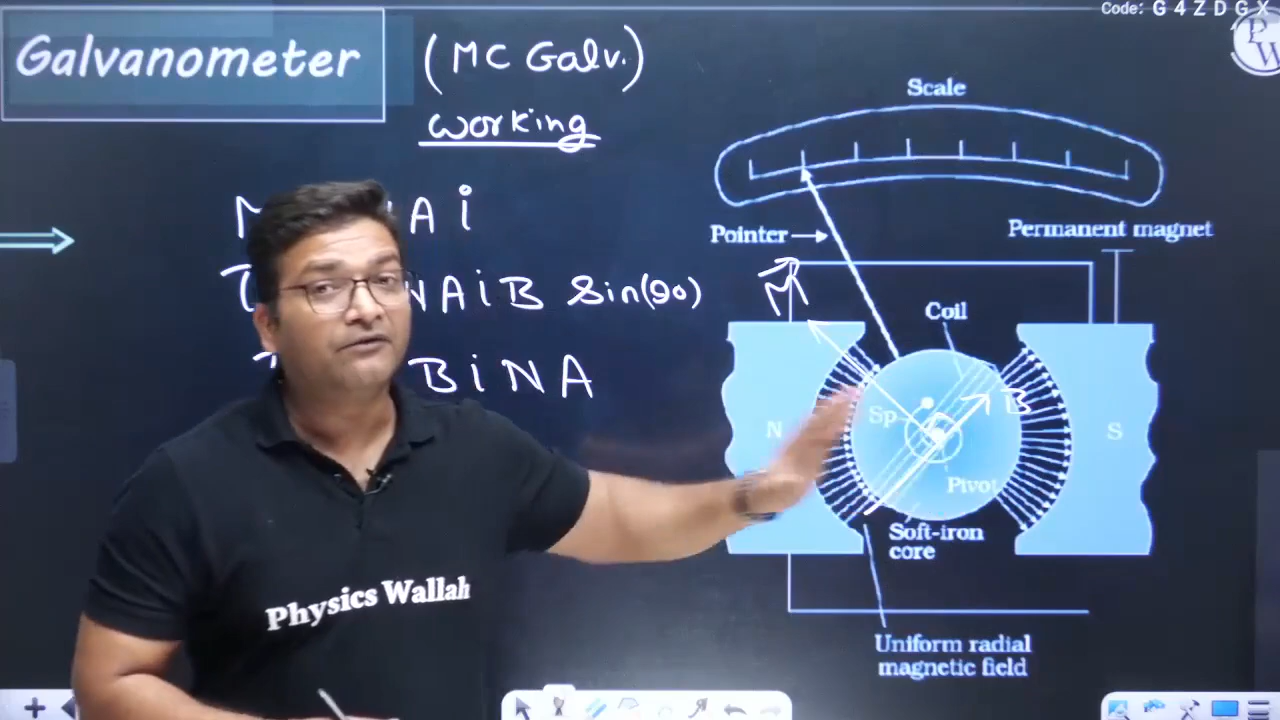 Code: G 4 Z D G X
PW
Galvanometer
(MC Galv.)
working
Scale
A i
NAiB Sin(90)
BiNA
Pointer
Permanent magnet
M
Coil
B
Sp
N
S
Pivot
Soft-iron
core
Uniform radial
magnetic field
Physics Wallah